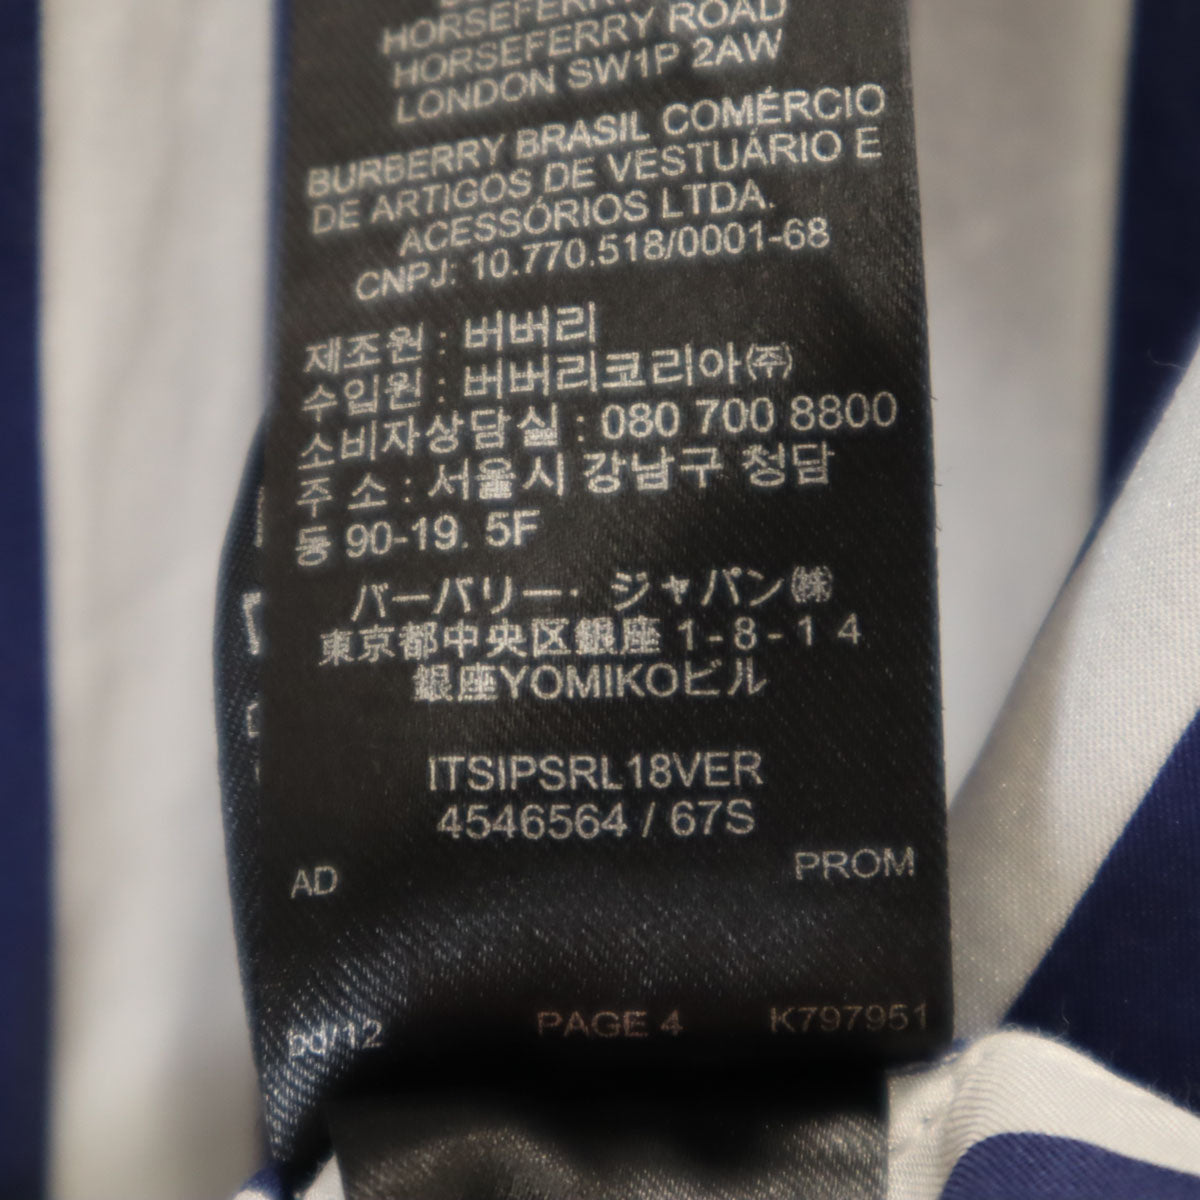 HORSEFERRY
HORSEFERRY ROAD
LONDON SW1P 2AW
BURBERRY BRASIL COMÉRCIO
DE ARTIGOS DE VESTUÁRIO E
ACESSÓRIOS LTDA.
CNPJ: 10.770.518/0001-68
제조원 : 버버리
수입원 : 버버리코리아㈜
소비자상담실 : 080 700 8800
주 소 : 서울시 강남구 청담
동 90-19. 5F
バーバリー・ジャパン㈱
東京都中央区銀座 1-8-14
銀座YOMIKOビル
ITSIPSRL18VER
4546564 / 67S
AD PROM
pd/12 PAGE 4 K797951